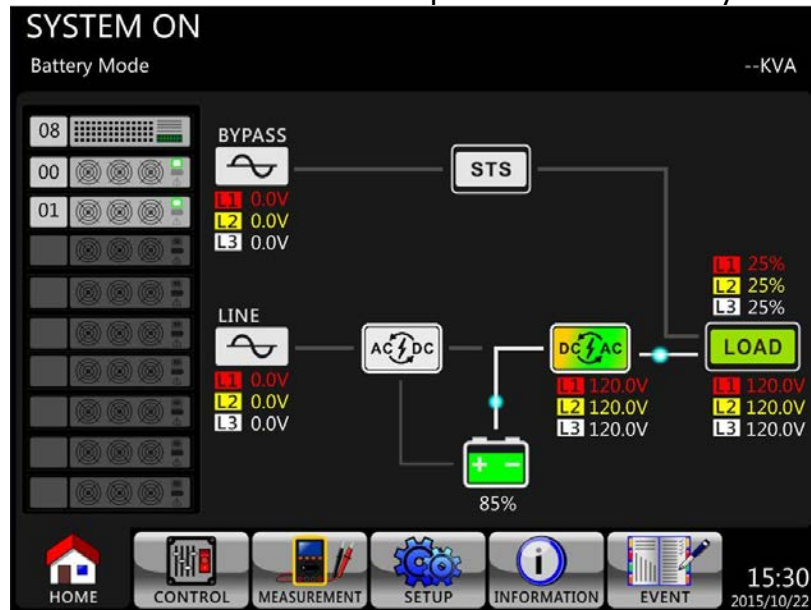 SYSTEM ON
Battery Mode
--KVA
08
00
01
BYPASS
L1 0.0V
L2 0.0V
L3 0.0V
STS
LINE
L1 0.0V
L2 0.0V
L3 0.0V
AC DC
DC AC
L1 120.0V
L2 120.0V
L3 120.0V
L1 25%
L2 25%
L3 25%
LOAD
L1 120.0V
L2 120.0V
L3 120.0V
+ -
85%
HOME
CONTROL
MEASUREMENT
SETUP
INFORMATION
EVENT
15:30
2015/10/22